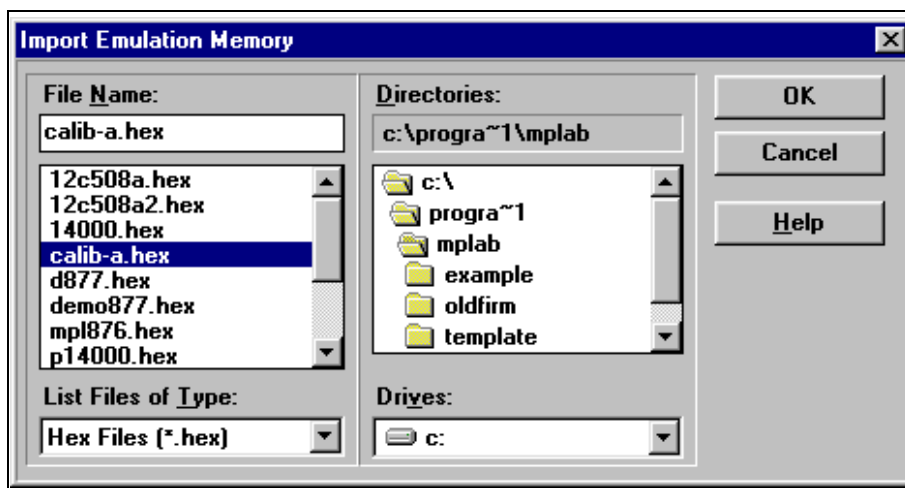 Import Emulation Memory
File Name:
calib-a.hex
12c508a.hex
12c508a2.hex
14000.hex
calib-a.hex
d877.hex
demo877.hex
mpl876.hex
p14000.hex
List Files of Type:
Hex Files (*.hex)
Directories:
c:\progra~1\mplab
c:\
progra~1
mplab
example
oldfirm
template
Drives:
c:
OK
Cancel
Help